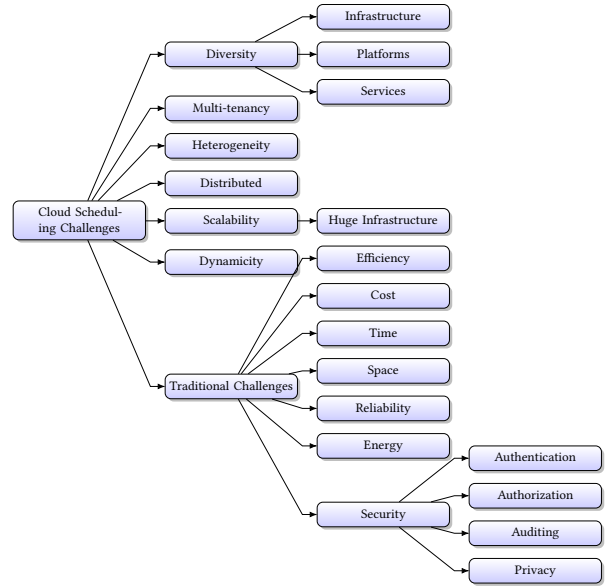 Infrastructure
Diversity
Platforms
Services
Multi-tenancy
Heterogeneity
Distributed
Cloud Schedul-
ing Challenges
Scalability
Huge Infrastructure
Dynamicity
Efficiency
Cost
Time
Traditional Challenges
Space
Reliability
Energy
Security
Authentication
Authorization
Auditing
Privacy